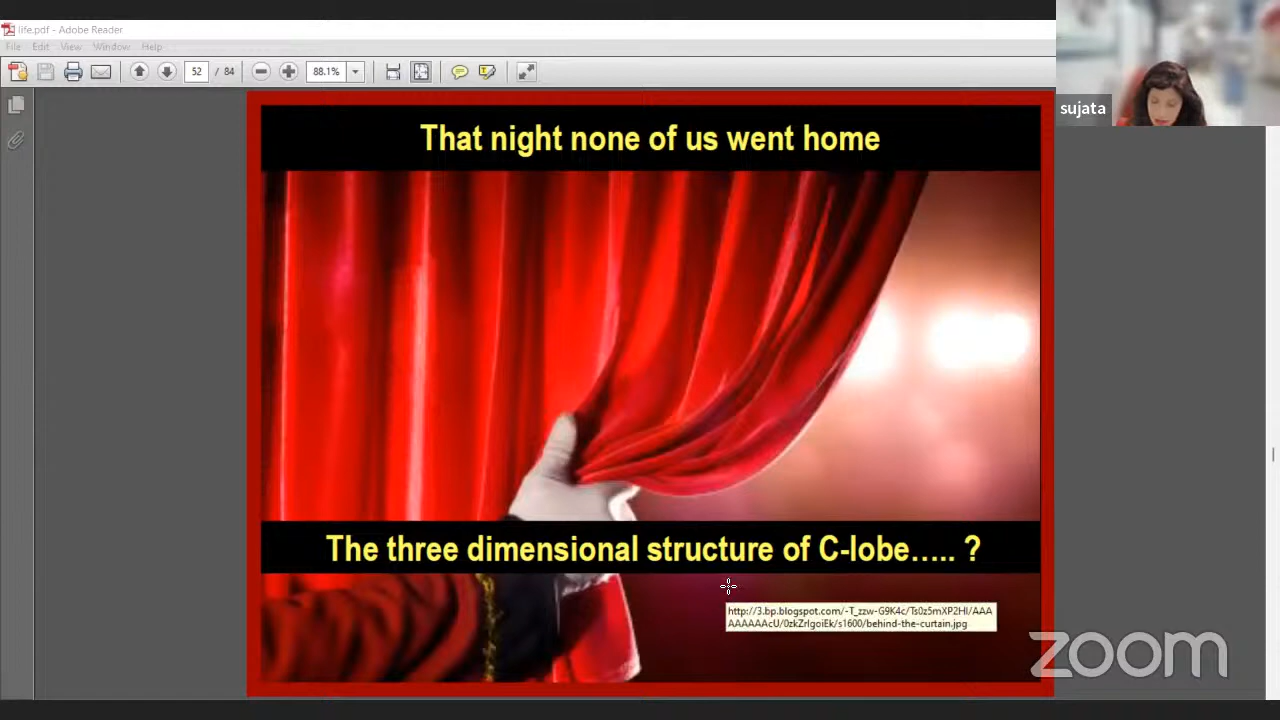 life.pdf - Adobe Reader
File Edit View Window Help
52 / 84 88.1%
sujata
That night none of us went home
The three dimensional structure of C-lobe….. ?
http://3.bp.blogspot.com/-T_zzw-G9K4c/Ts0z5mXP2HI/AAA
AAAAAAcU/0zkZrIgoiEk/s1600/behind-the-curtain.jpg
zoom